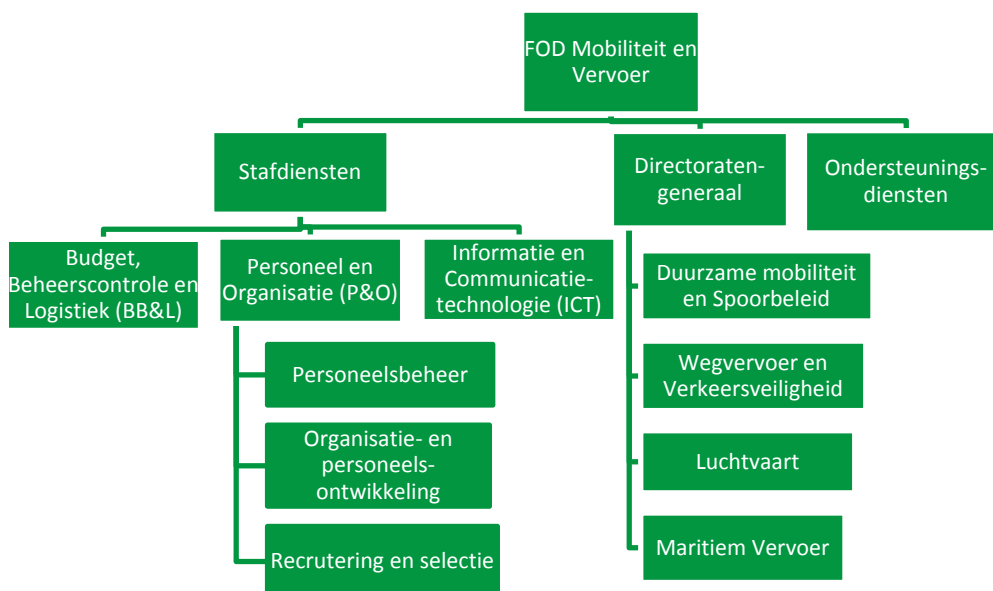 FOD Mobiliteit en
Vervoer
Stafdiensten
Directoraten-
generaal
Ondersteunings-
diensten
Budget,
Beheerscontrole en
Logistiek (BB&L)
Personeel en
Organisatie (P&O)
Informatie en
Communicatie-
technologie (ICT)
Personeelsbeheer
Organisatie- en
personeels-
ontwikkeling
Recrutering en selectie
Duurzame mobiliteit
en Spoorbeleid
Wegvervoer en
Verkeersveiligheid
Luchtvaart
Maritiem Vervoer